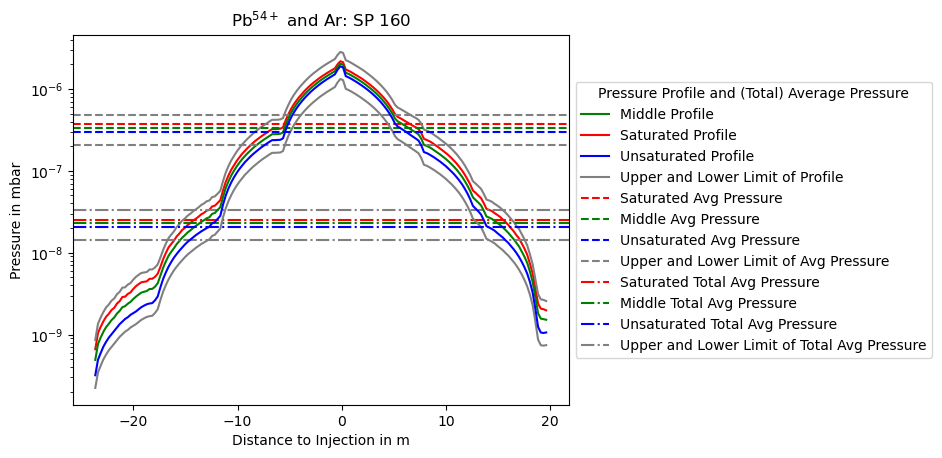 Pb⁵⁴⁺ and Ar: SP 160
Pressure in mbar
10⁻⁶
10⁻⁷
10⁻⁸
10⁻⁹
−20
−10
0
10
20
Distance to Injection in m
Pressure Profile and (Total) Average Pressure
Middle Profile
Saturated Profile
Unsaturated Profile
Upper and Lower Limit of Profile
Saturated Avg Pressure
Middle Avg Pressure
Unsaturated Avg Pressure
Upper and Lower Limit of Avg Pressure
Saturated Total Avg Pressure
Middle Total Avg Pressure
Unsaturated Total Avg Pressure
Upper and Lower Limit of Total Avg Pressure